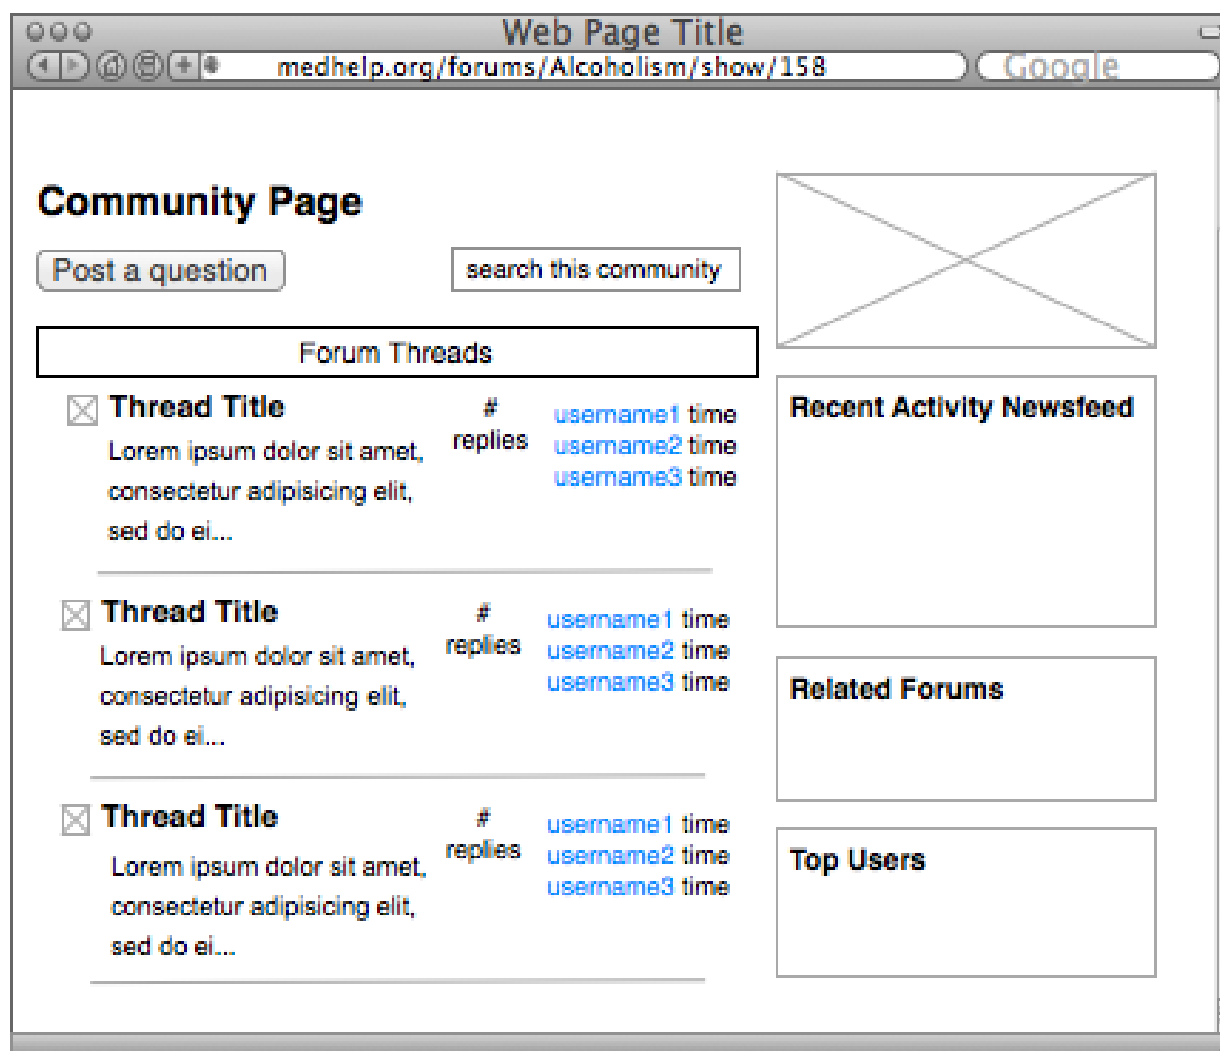 Web Page Title
medhelp.org/forums/Alcoholism/show/158
Google
Community Page
Post a question
search this community
Forum Threads
Thread Title
Lorem ipsum dolor sit amet,
consectetur adipisicing elit,
sed do ei...
#
replies
username1 time
username2 time
username3 time
Thread Title
Lorem ipsum dolor sit amet,
consectetur adipisicing elit,
sed do ei...
#
replies
username1 time
username2 time
username3 time
Thread Title
Lorem ipsum dolor sit amet,
consectetur adipisicing elit,
sed do ei...
#
replies
username1 time
username2 time
username3 time
Recent Activity Newsfeed
Related Forums
Top Users